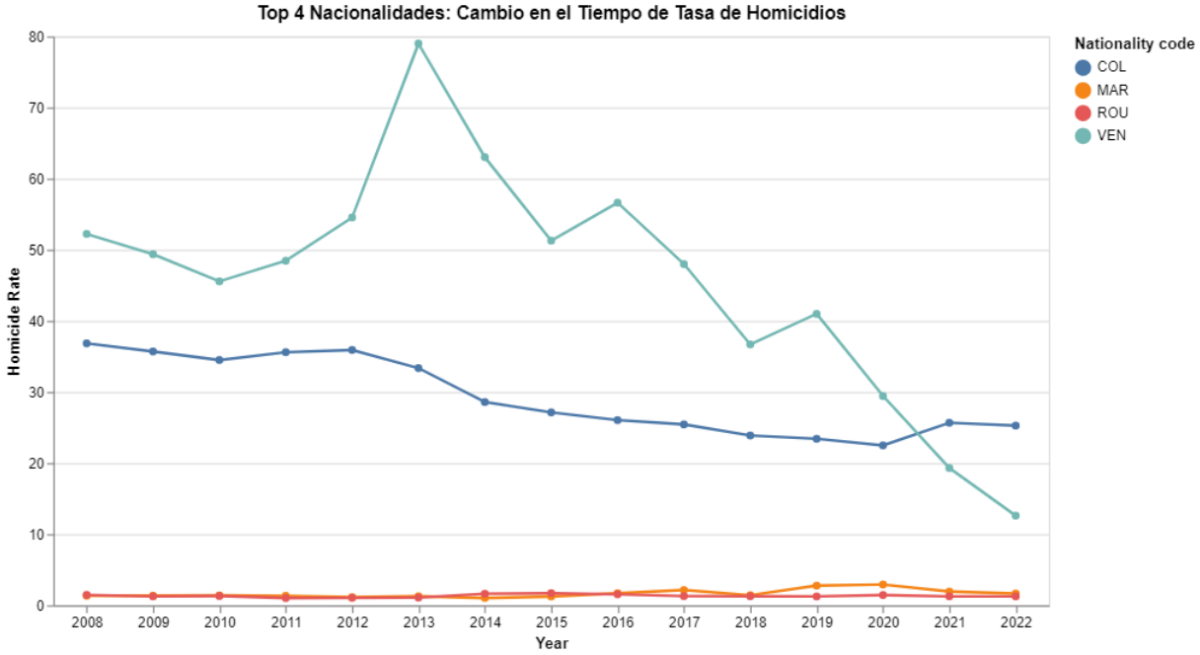 Top 4 Nacionalidades: Cambio en el Tiempo de Tasa de Homicidios
Nationality code
COL
MAR
ROU
VEN
Homicide Rate
80
70
60
50
40
30
20
10
0
2008 2009 2010 2011 2012 2013 2014 2015 2016 2017 2018 2019 2020 2021 2022
Year